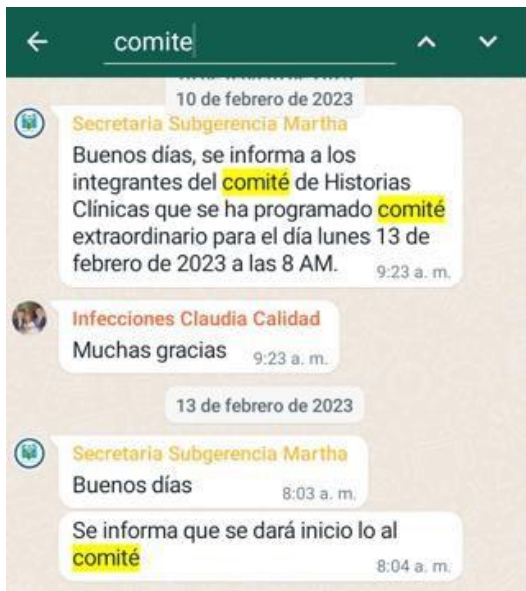 comite
10 de febrero de 2023
Secretaria Subgerencia Martha
Buenos días, se informa a los
integrantes del comité de Historias
Clínicas que se ha programado comité
extraordinario para el día lunes 13 de
febrero de 2023 a las 8 AM.
9:23 a. m.
Infecciones Claudia Calidad
Muchas gracias
9:23 a. m.
13 de febrero de 2023
Secretaria Subgerencia Martha
Buenos días
8:03 a. m.
Se informa que se dará inicio lo al
comité
8:04 a. m.